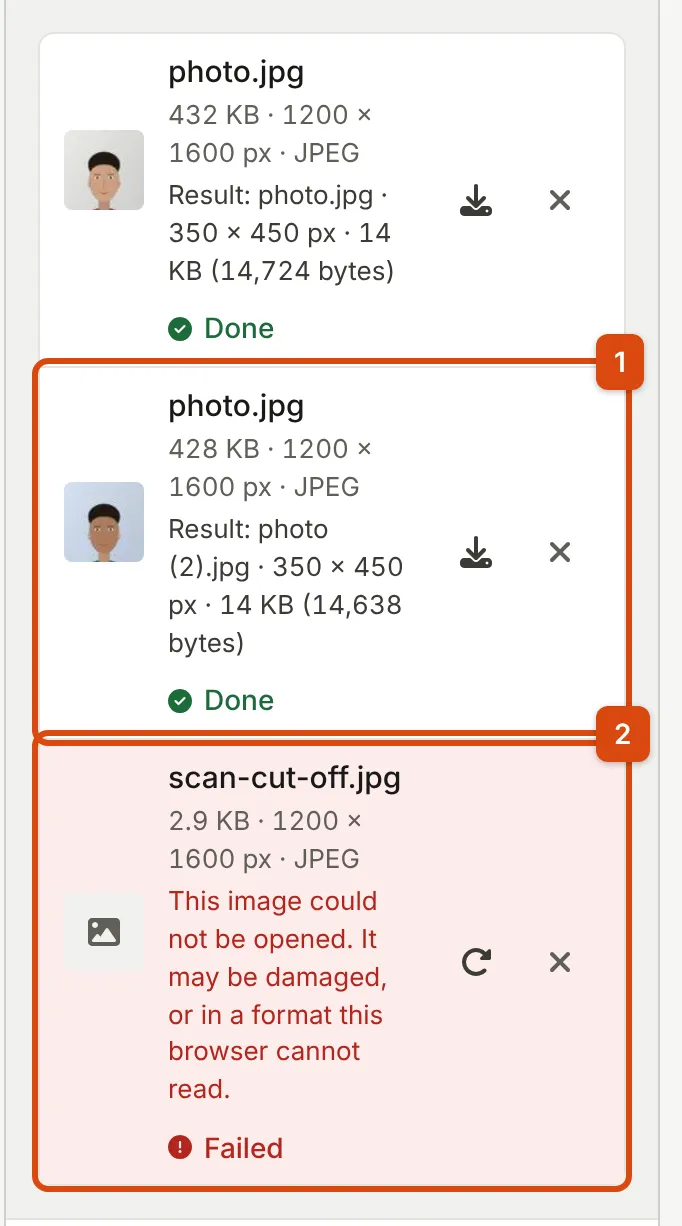 photo.jpg
432 KB · 1200 ×
1600 px · JPEG
Result: photo.jpg ·
350 × 450 px · 14
KB (14,724 bytes)
Done
1
photo.jpg
428 KB · 1200 ×
1600 px · JPEG
Result: photo
(2).jpg · 350 × 450
px · 14 KB (14,638
bytes)
Done
2
scan-cut-off.jpg
2.9 KB · 1200 ×
1600 px · JPEG
This image could
not be opened. It
may be damaged,
or in a format this
browser cannot
read.
Failed